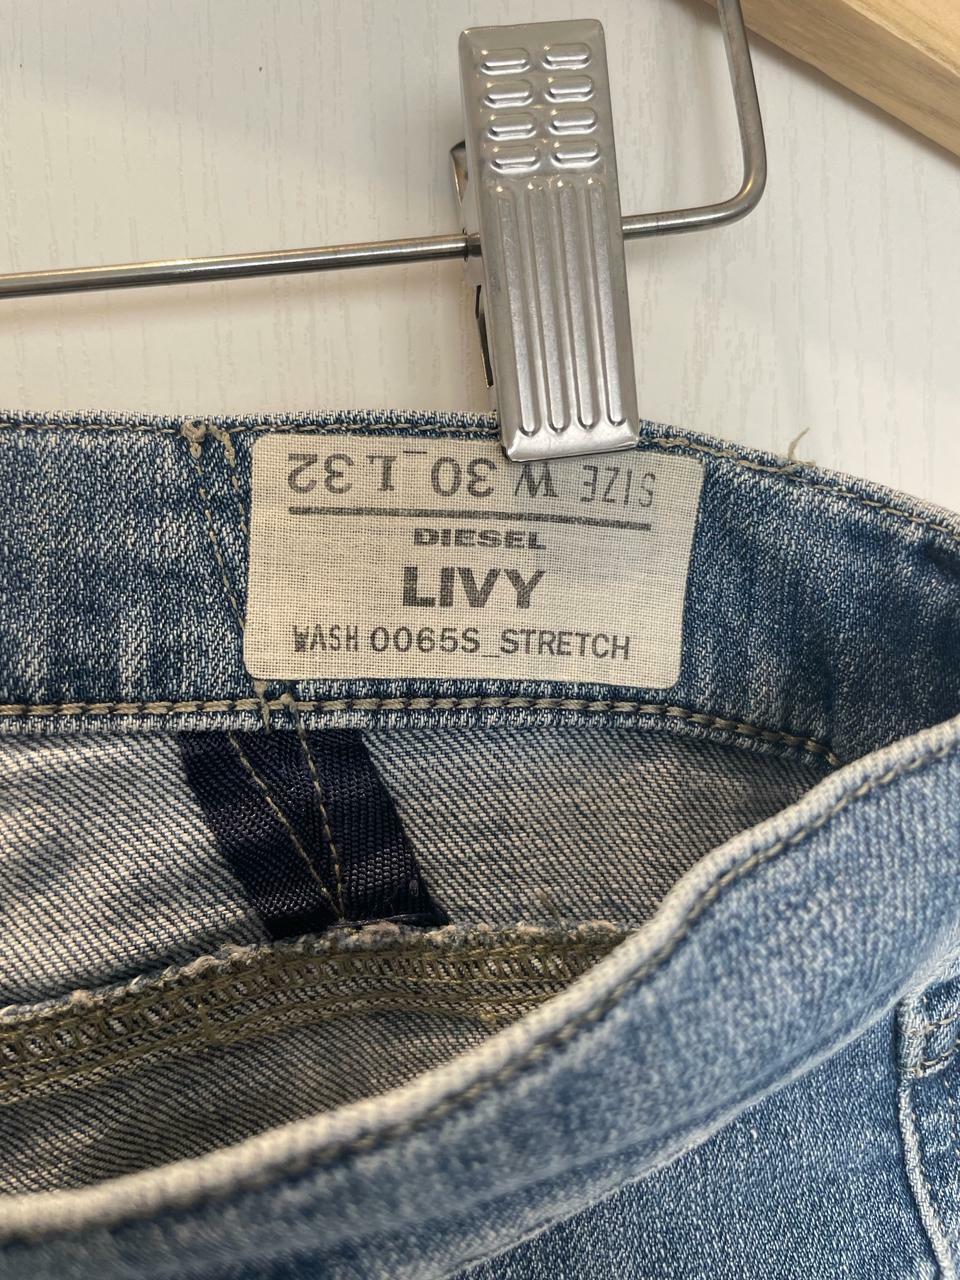 SIZE W 30_L 32
DIESEL
LIVY
WASH 0065S_STRETCH